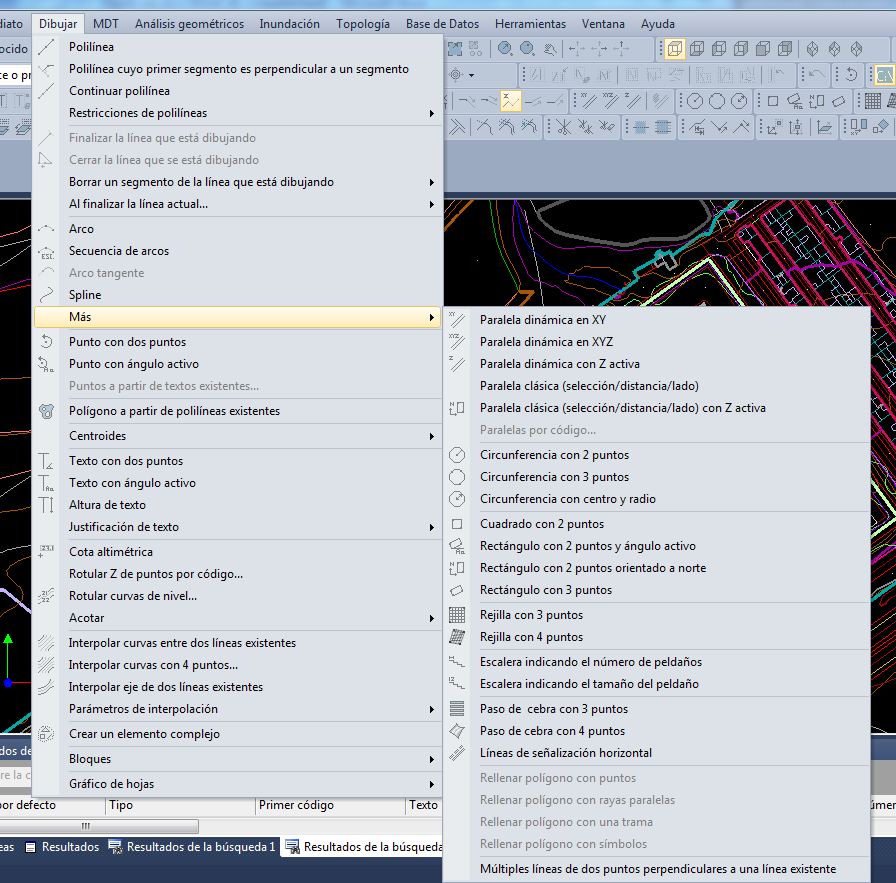 diato Dibujar MDT Análisis geométricos Inundación Topología Base de Datos Herramientas Ventana Ayuda
ocido
te o pr
Polilínea
Polilínea cuyo primer segmento es perpendicular a un segmento
Continuar polilínea
Restricciones de polilíneas
Finalizar la línea que está dibujando
Cerrar la línea que se está dibujando
Borrar un segmento de la línea que está dibujando
Al finalizar la línea actual...
Arco
Secuencia de arcos
Arco tangente
Spline
Más
Punto con dos puntos
Punto con ángulo activo
Puntos a partir de textos existentes...
Polígono a partir de polilíneas existentes
Centroides
Texto con dos puntos
Texto con ángulo activo
Altura de texto
Justificación de texto
Cota altimétrica
Rotular Z de puntos por código...
Rotular curvas de nivel...
Acotar
Interpolar curvas entre dos líneas existentes
Interpolar curvas con 4 puntos...
Interpolar eje de dos líneas existentes
Parámetros de interpolación
Crear un elemento complejo
Bloques
Gráfico de hojas
Paralela dinámica en XY
Paralela dinámica en XYZ
Paralela dinámica con Z activa
Paralela clásica (selección/distancia/lado)
Paralela clásica (selección/distancia/lado) con Z activa
Paralelas por código...
Circunferencia con 2 puntos
Circunferencia con 3 puntos
Circunferencia con centro y radio
Cuadrado con 2 puntos
Rectángulo con 2 puntos y ángulo activo
Rectángulo con 2 puntos orientado a norte
Rectángulo con 3 puntos
Rejilla con 3 puntos
Rejilla con 4 puntos
Escalera indicando el número de peldaños
Escalera indicando el tamaño del peldaño
Paso de cebra con 3 puntos
Paso de cebra con 4 puntos
Líneas de señalización horizontal
Rellenar polígono con puntos
Rellenar polígono con rayas paralelas
Rellenar polígono con una trama
Rellenar polígono con símbolos
Múltiples líneas de dos puntos perpendiculares a una línea existente
dos de
re la c
por defecto Tipo Primer código Texto úmer
eas Resultados Resultados de la búsqueda 1 Resultados de la búsqueda